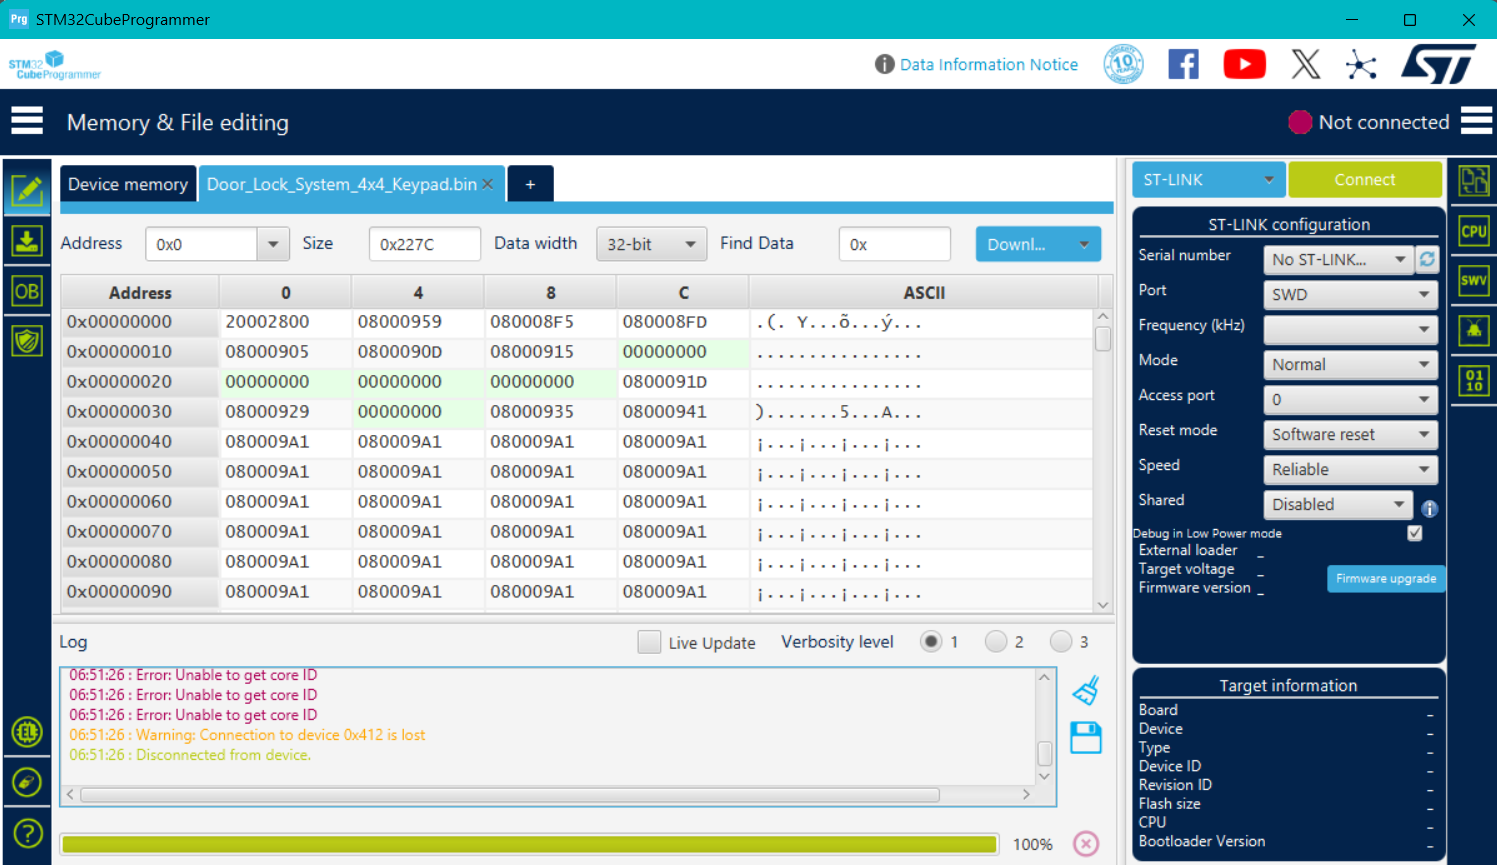 Prg STM32CubeProgrammer
STM32
CubeProgrammer
Data Information Notice
10
Memory & File editing
Not connected
Device memory
Door_Lock_System_4x4_Keypad.bin
+
Address 0x0 Size 0x227C Data width 32-bit Find Data 0x Downl...
Address 0 4 8 C ASCII
0x00000000 20002800 08000959 080008F5 080008FD .(. Y...õ...ý...
0x00000010 08000905 0800090D 08000915 00000000 ................
0x00000020 00000000 00000000 00000000 0800091D ................
0x00000030 08000929 00000000 08000935 08000941 ).......5...A...
0x00000040 080009A1 080009A1 080009A1 080009A1 ¡...¡...¡...¡...
0x00000050 080009A1 080009A1 080009A1 080009A1 ¡...¡...¡...¡...
0x00000060 080009A1 080009A1 080009A1 080009A1 ¡...¡...¡...¡...
0x00000070 080009A1 080009A1 080009A1 080009A1 ¡...¡...¡...¡...
0x00000080 080009A1 080009A1 080009A1 080009A1 ¡...¡...¡...¡...
0x00000090 080009A1 080009A1 080009A1 080009A1 ¡...¡...¡...¡...
Log Live Update Verbosity level 1 2 3
06:51:26 : Error: Unable to get core ID
06:51:26 : Error: Unable to get core ID
06:51:26 : Error: Unable to get core ID
06:51:26 : Warning: Connection to device 0x412 is lost
06:51:26 : Disconnected from device.
100%
ST-LINK Connect
ST-LINK configuration
Serial number No ST-LINK...
Port SWD
Frequency (kHz)
Mode Normal
Access port 0
Reset mode Software reset
Speed Reliable
Shared Disabled
Debug in Low Power mode
External loader _
Target voltage _
Firmware version _
Firmware upgrade
Target information
Board _
Device _
Type _
Device ID _
Revision ID _
Flash size _
CPU _
Bootloader Version _
OB
EL
?
CPU
SWV
01
10
ST